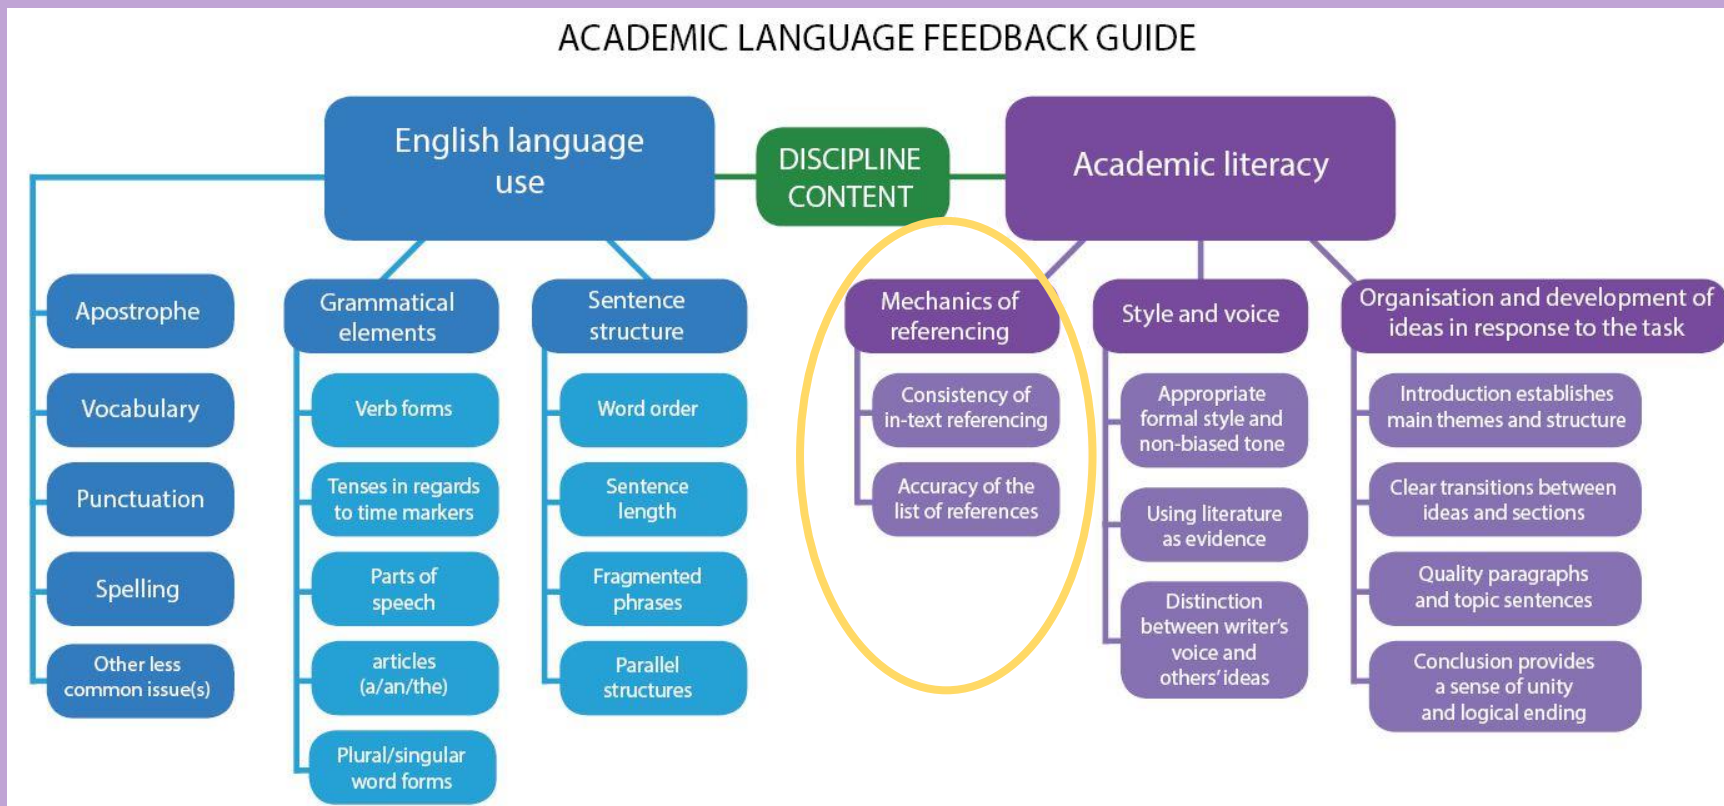 ACADEMIC LANGUAGE FEEDBACK GUIDE
English language
use
DISCIPLINE
CONTENT
Academic literacy
Apostrophe
Vocabulary
Punctuation
Spelling
Other less
common issue(s)
Grammatical
elements
Verb forms
Tenses in regards
to time markers
Parts of
speech
articles
(a/an/the)
Plural/singular
word forms
Sentence
structure
Word order
Sentence
length
Fragmented
phrases
Parallel
structures
Mechanics of
referencing
Consistency of
in-text referencing
Accuracy of the
list of references
Style and voice
Appropriate
formal style and
non-biased tone
Using literature
as evidence
Distinction
between writer's
voice and
others' ideas
Organisation and development of
ideas in response to the task
Introduction establishes
main themes and structure
Clear transitions between
ideas and sections
Quality paragraphs
and topic sentences
Conclusion provides
a sense of unity
and logical ending